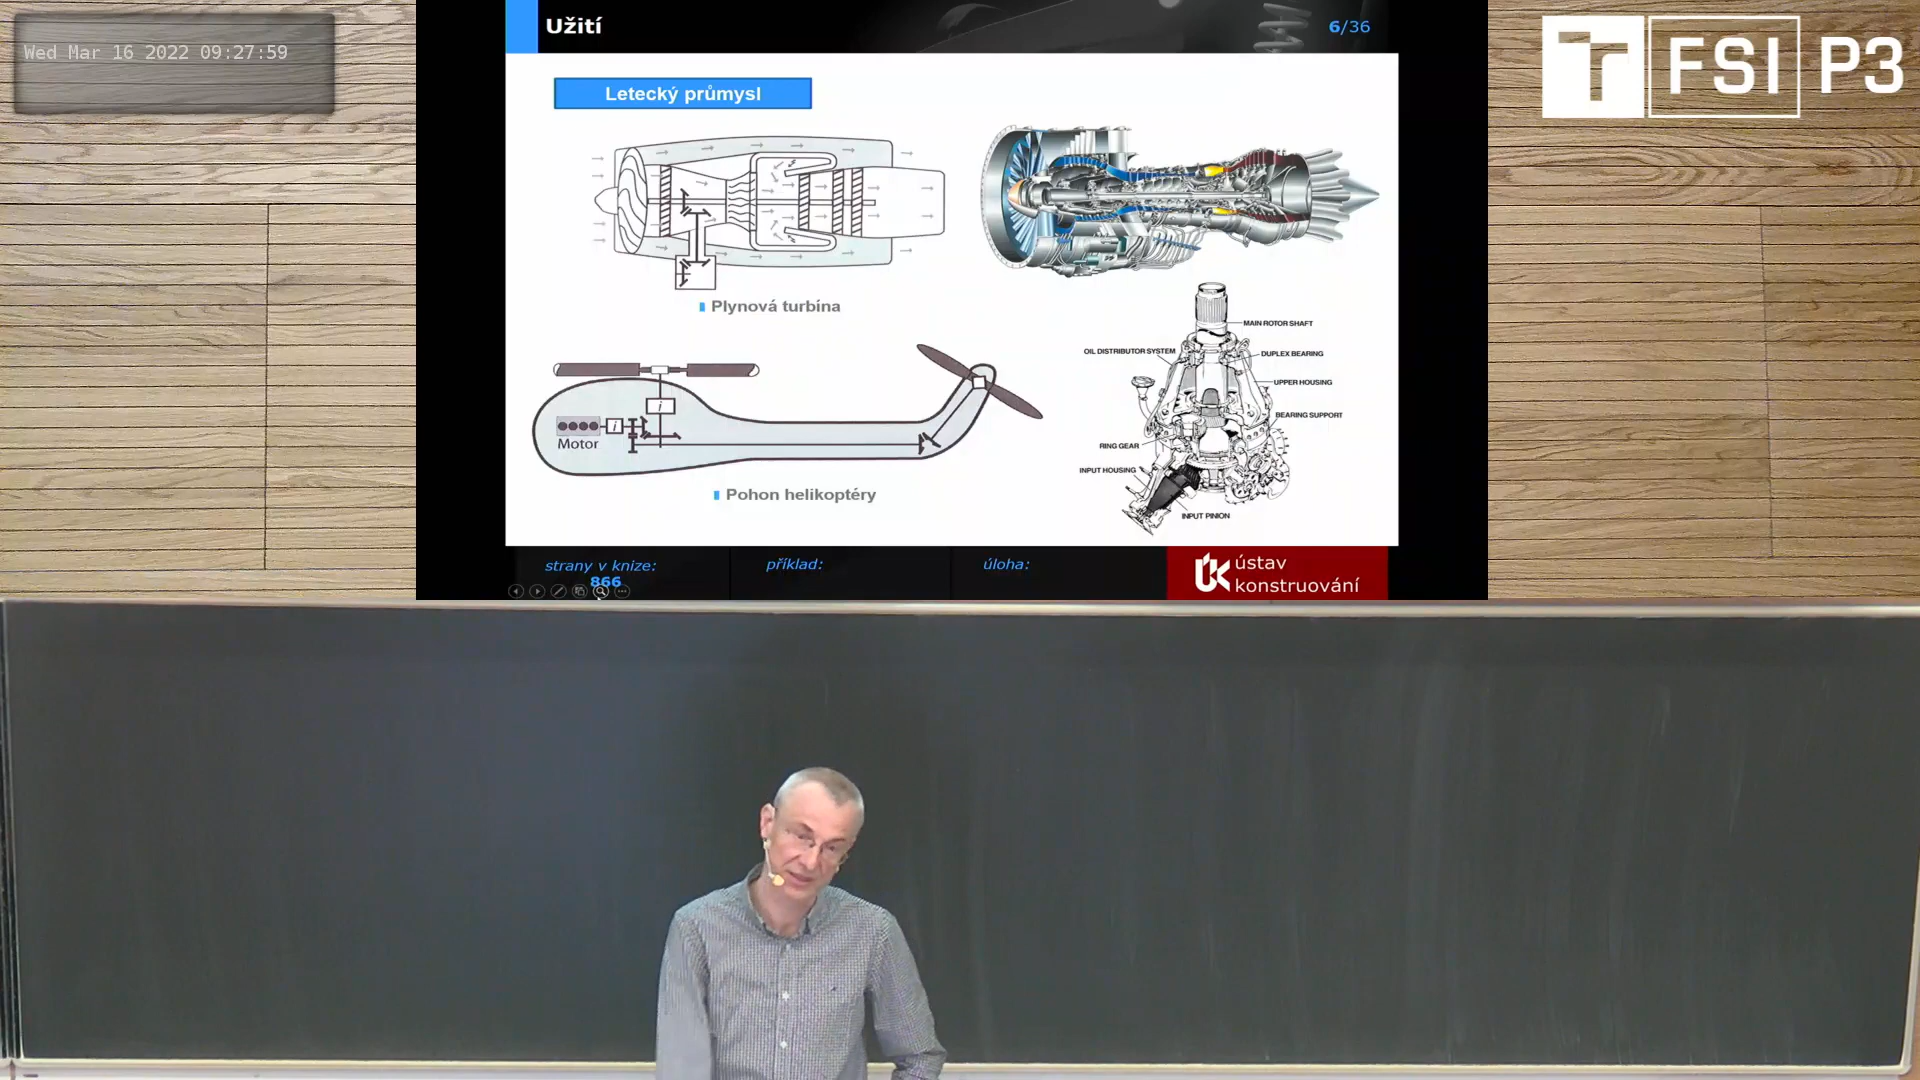 Wed Mar 16 2022 09:27:59
Užití
6/36
T FSI P3
Letecký průmysl
Plynová turbína
MAIN ROTOR SHAFT
OIL DISTRIBUTOR SYSTEM
DUPLEX BEARING
UPPER HOUSING
BEARING SUPPORT
RING GEAR
INPUT HOUSING
INPUT PINION
i
i
Motor
Pohon helikoptéry
strany v knize:
866
příklad:
úloha:
ústav
konstruování